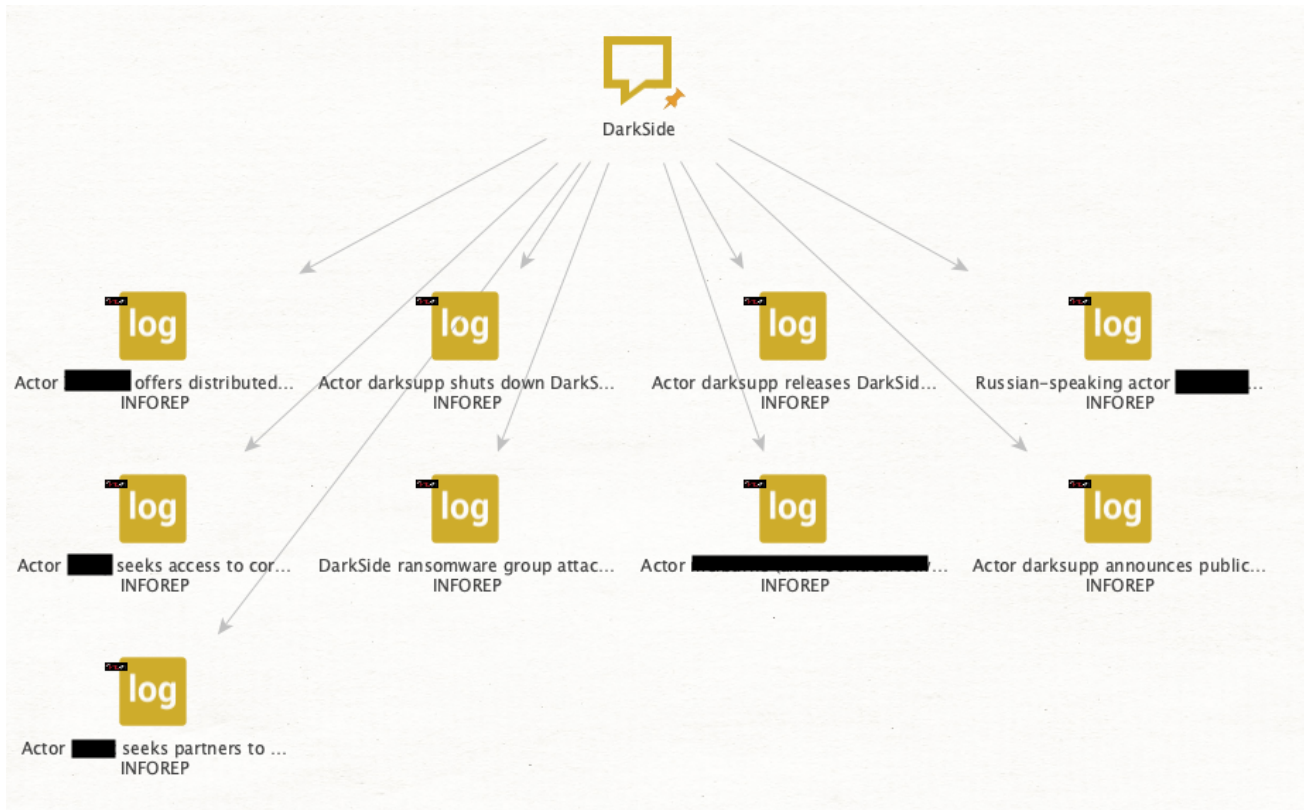 DarkSide
log
log
log
log
Actor offers distributed...
Actor darksupp shuts down DarkS...
Actor darksupp releases DarkSid...
Russian-speaking actor ...
INFOREP
INFOREP
INFOREP
INFOREP
log
log
log
log
Actor seeks access to cor...
DarkSide ransomware group attac...
Actor ...
Actor darksupp announces public...
INFOREP
INFOREP
INFOREP
INFOREP
log
Actor seeks partners to ...
INFOREP